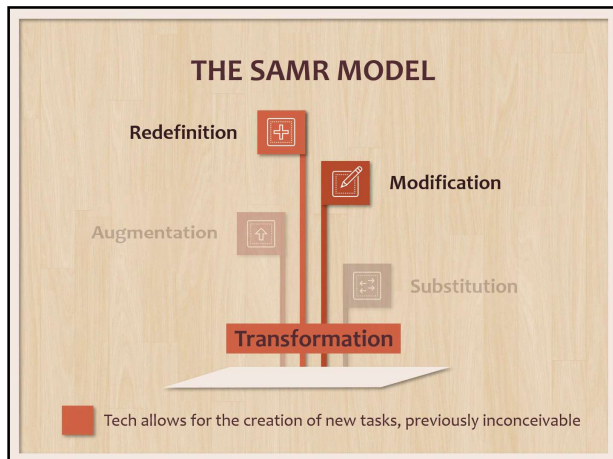 THE SAMR MODEL
Redefinition
Modification
Augmentation
Substitution
Transformation
Tech allows for the creation of new tasks, previously inconceivable